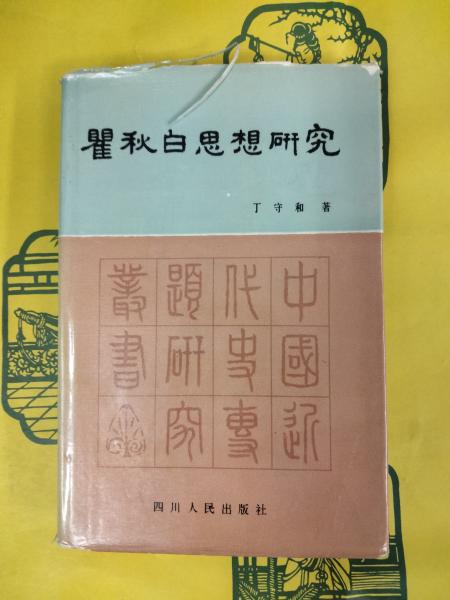 瞿秋白思想研究
丁守和 著
中國近
代史專
題研究
叢書
四川人民出版社